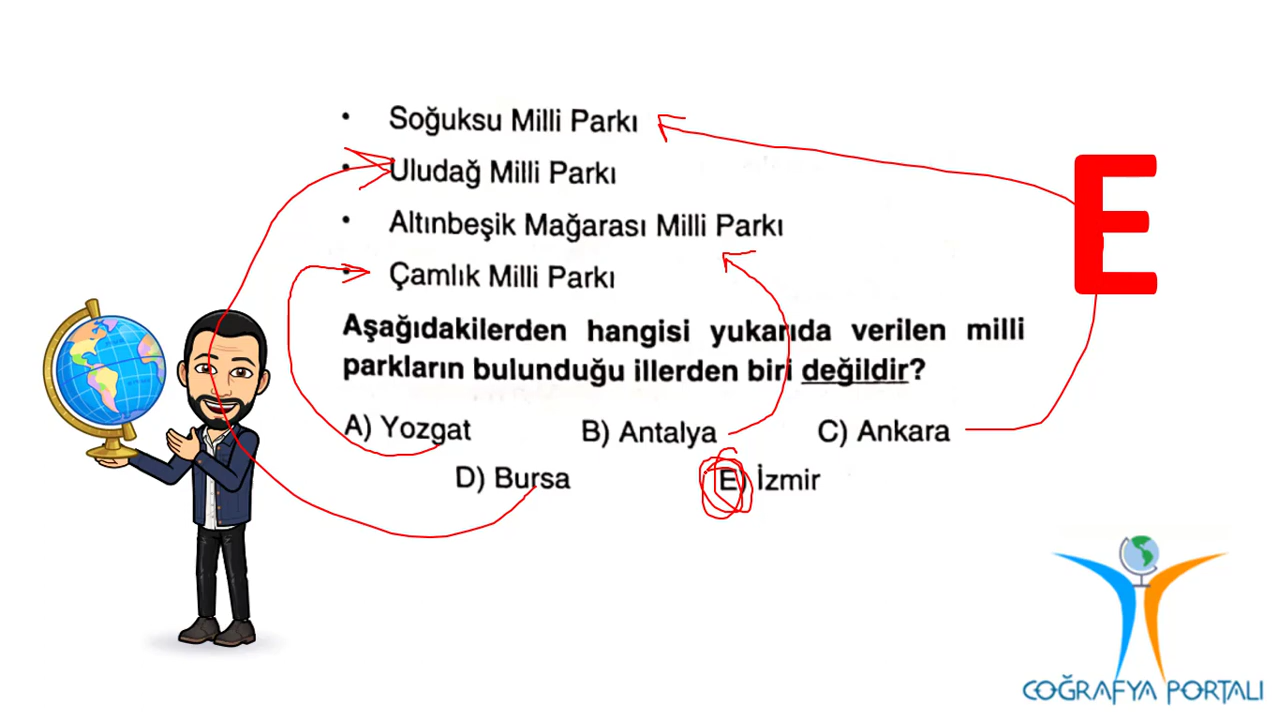 • Soğuksu Milli Parkı
• Uludağ Milli Parkı
• Altınbeşik Mağarası Milli Parkı
• Çamlık Milli Parkı
E
Aşağıdakilerden hangisi yukarıda verilen milli
parkların bulunduğu illerden biri değildir?
A) Yozgat B) Antalya C) Ankara
D) Bursa E) İzmir
COĞRAFYA PORTALI